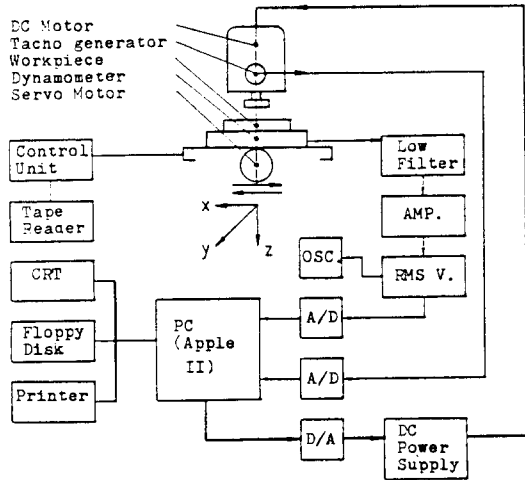 DC Motor
Tacho generator
Workpiece
Dynamometer
Servo Motor
Control
Unit
Low
Filter
Tape
Reader
AMP.
x
y
z
CRT
OSC.
RMS V.
PC
(Apple
II)
A/D
Floppy
Disk
A/D
Printer
D/A
DC
Power
Supply